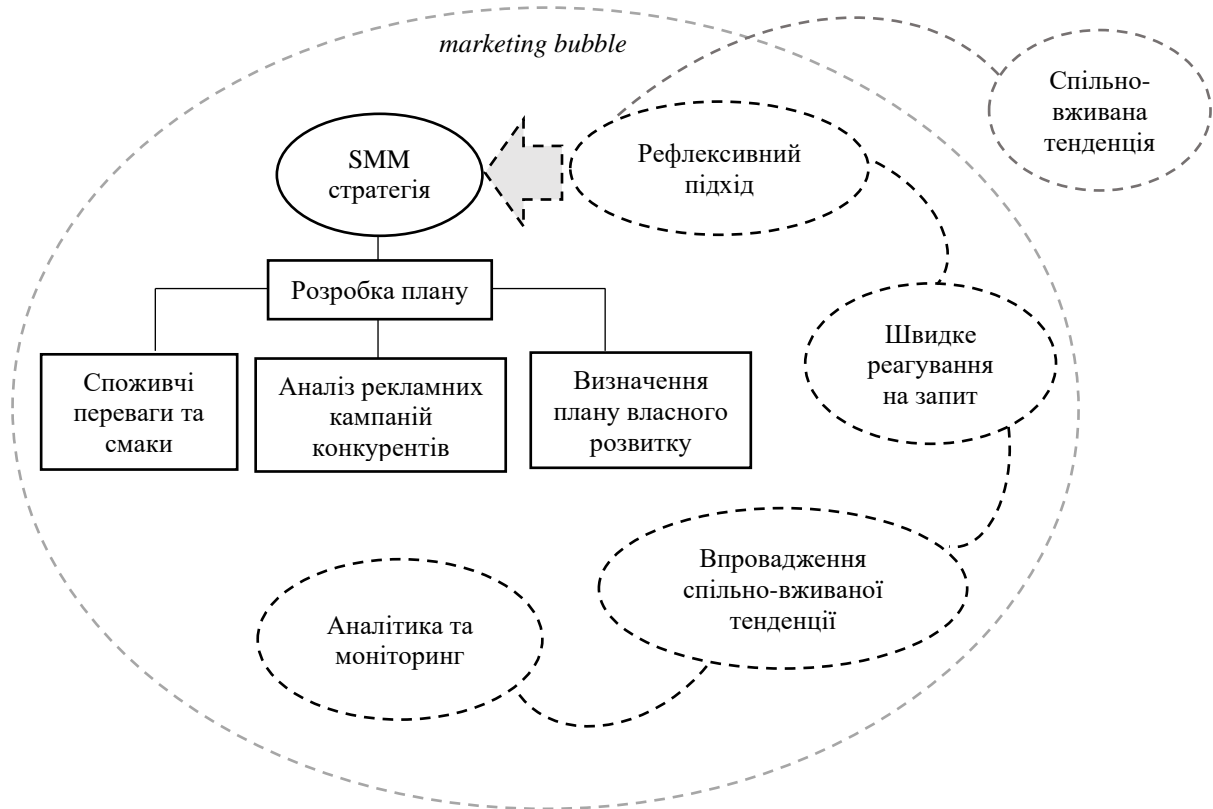 marketing bubble
Спільно-
вживана
тенденція
SMM
стратегія
Рефлексивний
підхід
Розробка плану
Швидке
реагування
на запит
Споживчі
переваги та
смаки
Аналіз рекламних
кампаній
конкурентів
Визначення
плану власного
розвитку
Впровадження
спільно-вживаної
тенденції
Аналітика та
моніторинг